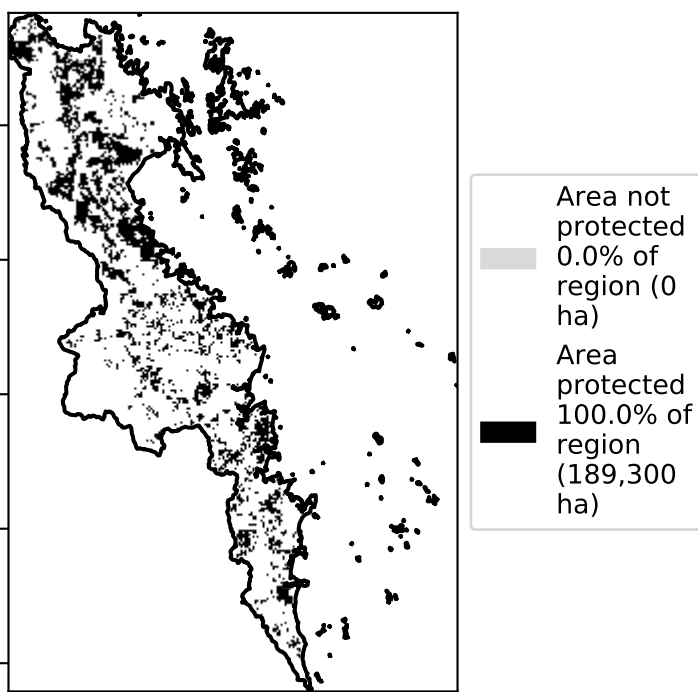 Area not
protected
0.0% of
region (0
ha)
Area
protected
100.0% of
region
(189,300
ha)